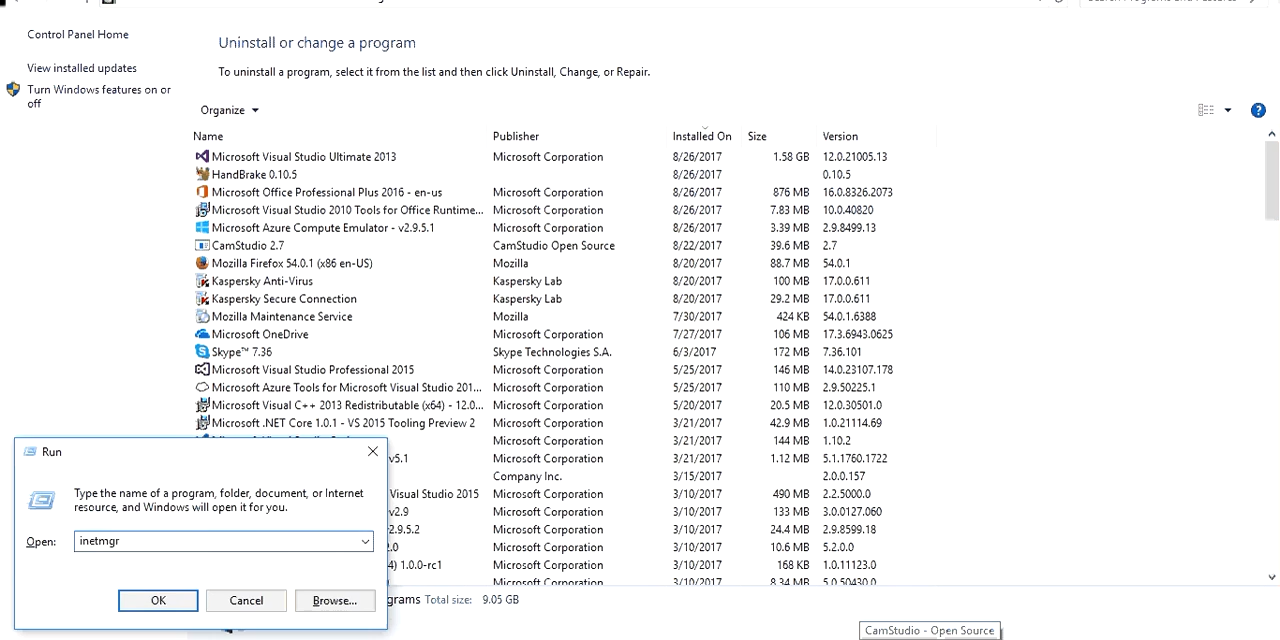 Control Panel Home
View installed updates
Turn Windows features on or
off
Uninstall or change a program
To uninstall a program, select it from the list and then click Uninstall, Change, or Repair.
Organize
Name Publisher Installed On Size Version
Microsoft Visual Studio Ultimate 2013 Microsoft Corporation 8/26/2017 1.58 GB 12.0.21005.13
HandBrake 0.10.5 8/26/2017 0.10.5
Microsoft Office Professional Plus 2016 - en-us Microsoft Corporation 8/26/2017 876 MB 16.0.8326.2073
Microsoft Visual Studio 2010 Tools for Office Runtime... Microsoft Corporation 8/26/2017 7.83 MB 10.0.40820
Microsoft Azure Compute Emulator - v2.9.5.1 Microsoft Corporation 8/26/2017 3.39 MB 2.9.8499.13
CamStudio 2.7 CamStudio Open Source 8/22/2017 39.6 MB 2.7
Mozilla Firefox 54.0.1 (x86 en-US) Mozilla 8/20/2017 88.7 MB 54.0.1
Kaspersky Anti-Virus Kaspersky Lab 8/20/2017 100 MB 17.0.0.611
Kaspersky Secure Connection Kaspersky Lab 8/20/2017 29.2 MB 17.0.0.611
Mozilla Maintenance Service Mozilla 7/30/2017 424 KB 54.0.1.6388
Microsoft OneDrive Microsoft Corporation 7/27/2017 106 MB 17.3.6943.0625
Skype™ 7.36 Skype Technologies S.A. 6/3/2017 172 MB 7.36.101
Microsoft Visual Studio Professional 2015 Microsoft Corporation 5/25/2017 146 MB 14.0.23107.178
Microsoft Azure Tools for Microsoft Visual Studio 201... Microsoft Corporation 5/25/2017 110 MB 2.9.50225.1
Microsoft Visual C++ 2013 Redistributable (x64) - 12.0... Microsoft Corporation 5/20/2017 20.5 MB 12.0.30501.0
Microsoft .NET Core 1.0.1 - VS 2015 Tooling Preview 2 Microsoft Corporation 3/21/2017 42.9 MB 1.0.21114.69
Microsoft Corporation 3/21/2017 144 MB 1.10.2
v5.1 Microsoft Corporation 3/21/2017 1.12 MB 5.1.1760.1722
Company Inc. 3/15/2017 2.0.0.157
Visual Studio 2015 Microsoft Corporation 3/10/2017 490 MB 2.2.5000.0
v2.9 Microsoft Corporation 3/10/2017 133 MB 3.0.0127.060
2.9.5.2 Microsoft Corporation 3/10/2017 24.4 MB 2.9.8599.18
2.0 Microsoft Corporation 3/10/2017 10.6 MB 5.2.0.0
4) 1.0.0-rc1 Microsoft Corporation 3/10/2017 168 KB 1.0.11123.0
Microsoft Corporation 3/10/2017 8.34 MB 5.0.50430.0
grams Total size: 9.05 GB
Run
Type the name of a program, folder, document, or Internet
resource, and Windows will open it for you.
Open: inetmgr
OK Cancel Browse...
CamStudio - Open Source